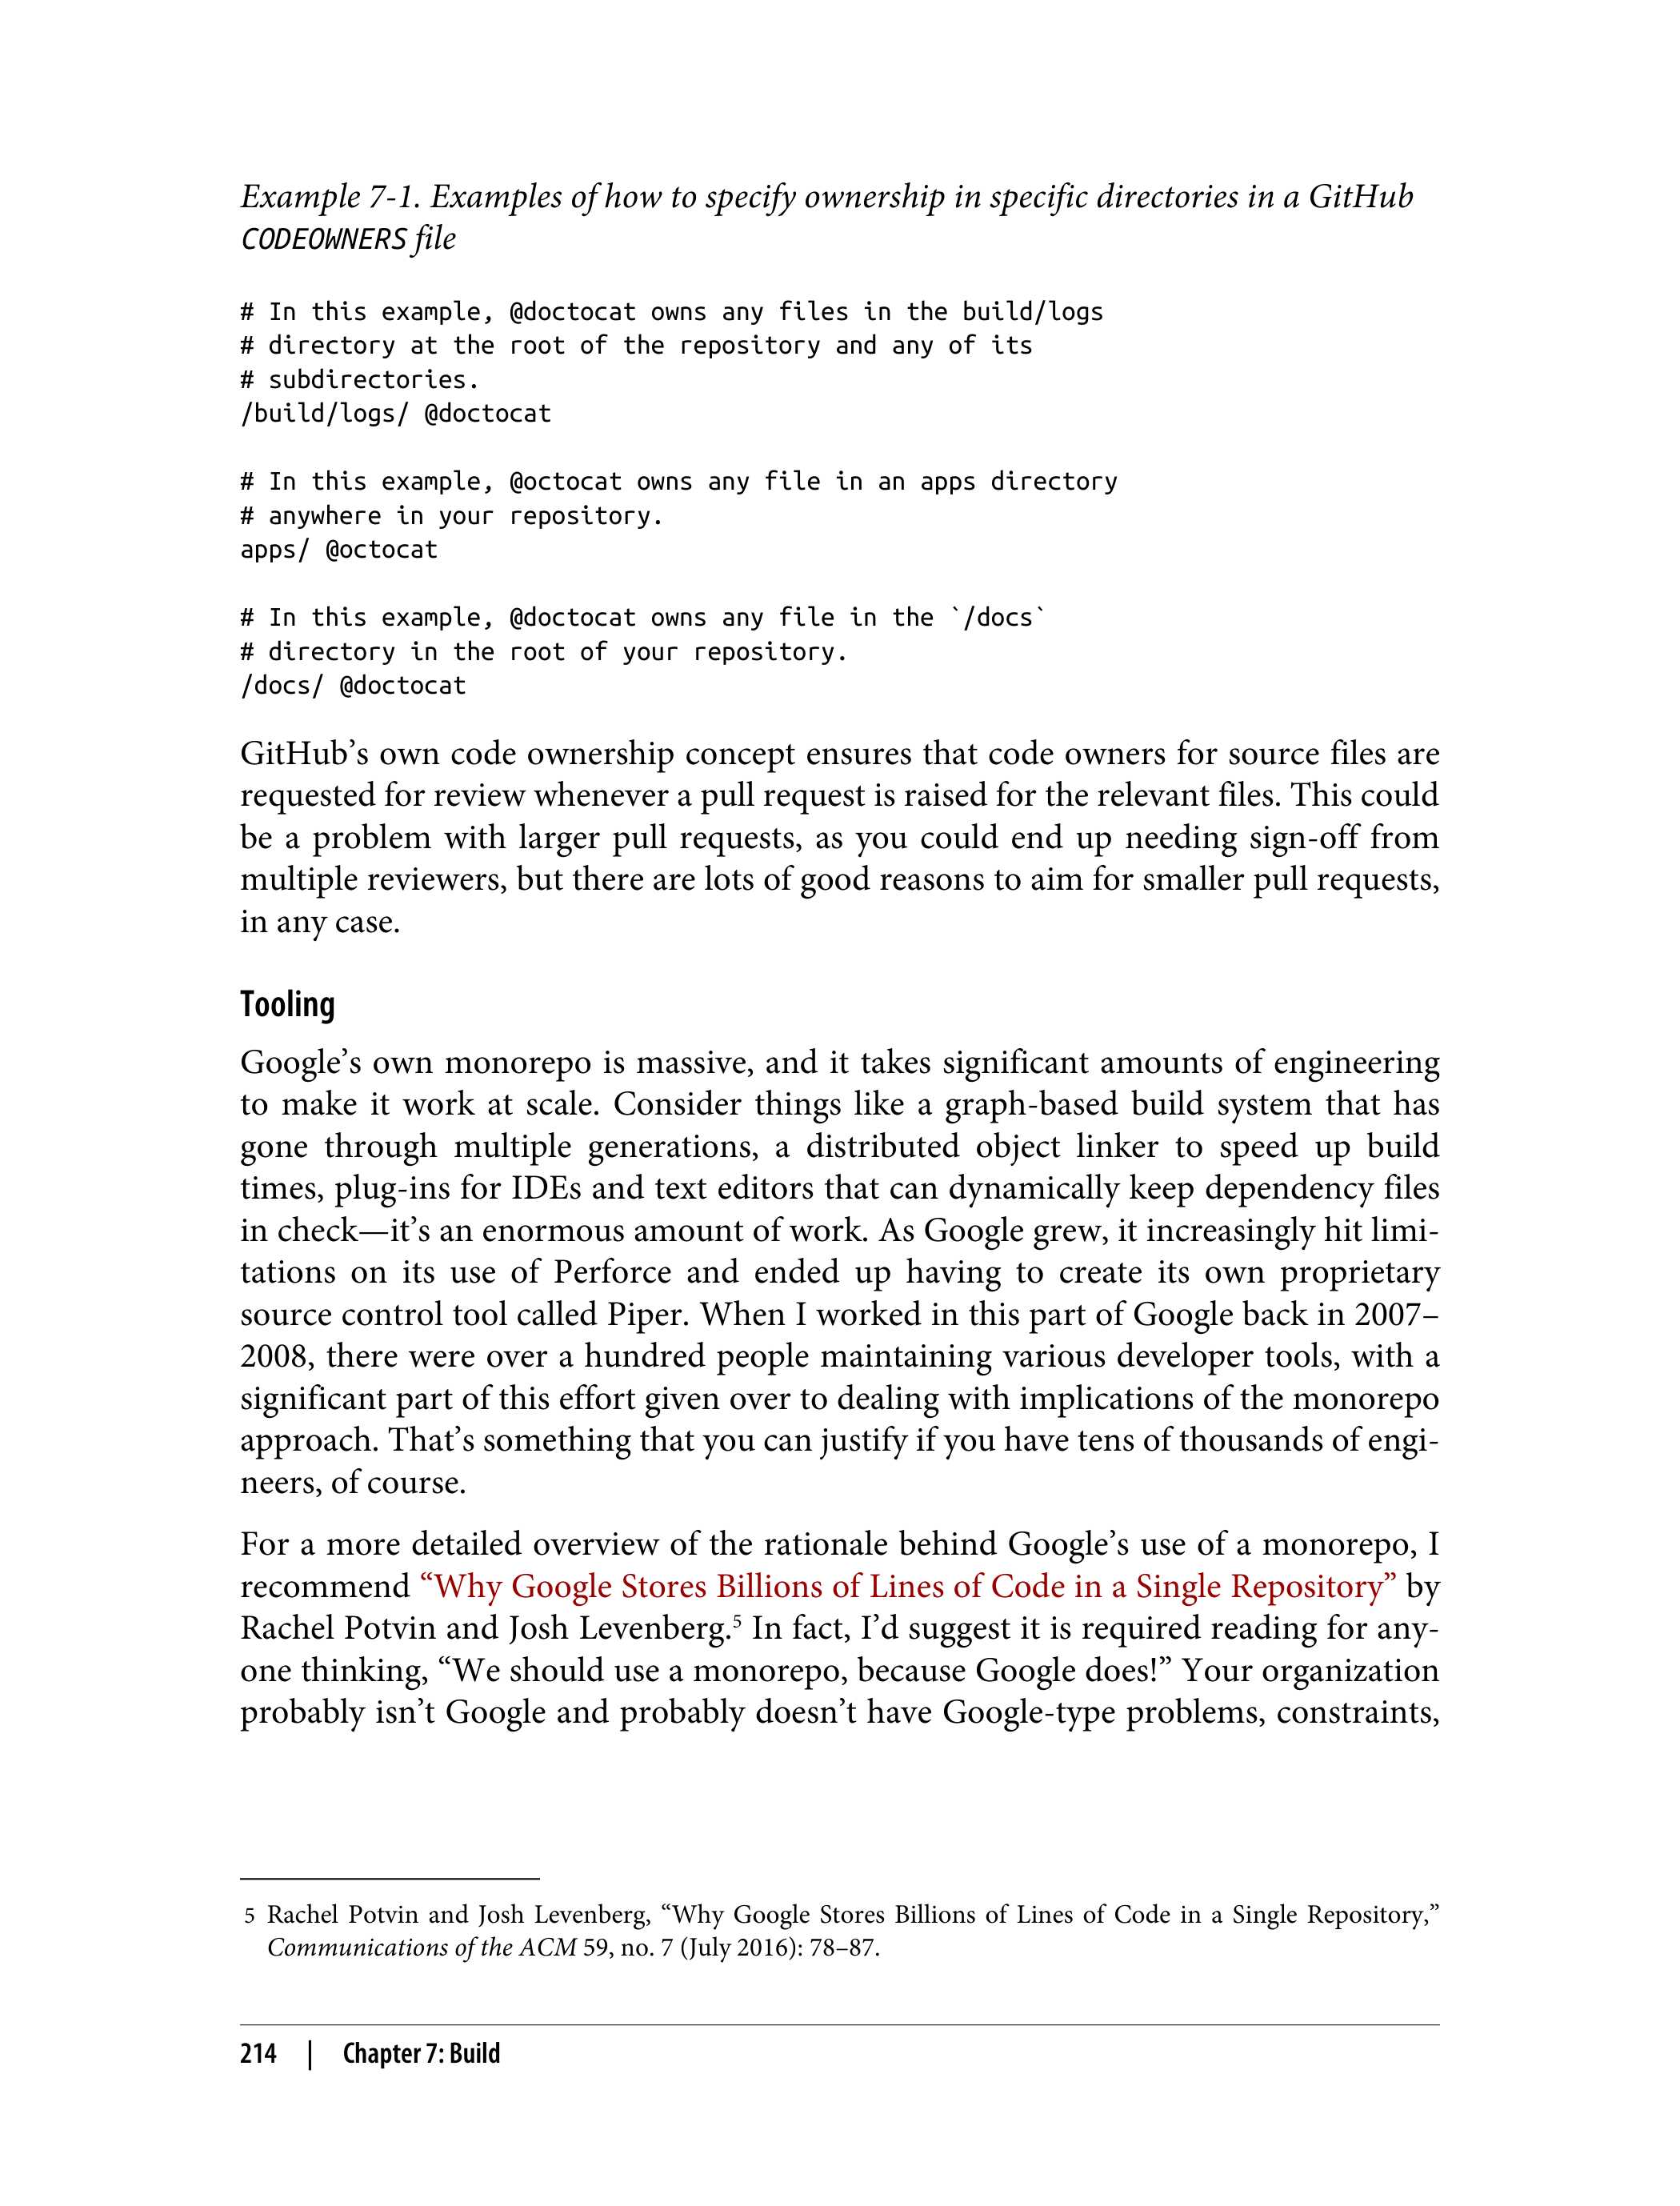 Example 7-1. Examples of how to specify ownership in specific directories in a GitHub
CODEOWNERS file
# In this example, @doctocat owns any files in the build/logs
# directory at the root of the repository and any of its
# subdirectories.
/build/logs/ @doctocat
# In this example, @octocat owns any file in an apps directory
# anywhere in your repository.
apps/ @octocat
# In this example, @doctocat owns any file in the `/docs`
# directory in the root of your repository.
/docs/ @doctocat
GitHub’s own code ownership concept ensures that code owners for source files are
requested for review whenever a pull request is raised for the relevant files. This could
be a problem with larger pull requests, as you could end up needing sign-off from
multiple reviewers, but there are lots of good reasons to aim for smaller pull requests,
in any case.
Tooling
Google’s own monorepo is massive, and it takes significant amounts of engineering
to make it work at scale. Consider things like a graph-based build system that has
gone through multiple generations, a distributed object linker to speed up build
times, plug-ins for IDEs and text editors that can dynamically keep dependency files
in check—it’s an enormous amount of work. As Google grew, it increasingly hit limi-
tations on its use of Perforce and ended up having to create its own proprietary
source control tool called Piper. When I worked in this part of Google back in 2007–
2008, there were over a hundred people maintaining various developer tools, with a
significant part of this effort given over to dealing with implications of the monorepo
approach. That’s something that you can justify if you have tens of thousands of engi-
neers, of course.
For a more detailed overview of the rationale behind Google’s use of a monorepo, I
recommend “Why Google Stores Billions of Lines of Code in a Single Repository” by
Rachel Potvin and Josh Levenberg.5 In fact, I’d suggest it is required reading for any-
one thinking, “We should use a monorepo, because Google does!” Your organization
probably isn’t Google and probably doesn’t have Google-type problems, constraints,
5 Rachel Potvin and Josh Levenberg, “Why Google Stores Billions of Lines of Code in a Single Repository,”
Communications of the ACM 59, no. 7 (July 2016): 78–87.
214 | Chapter 7: Build